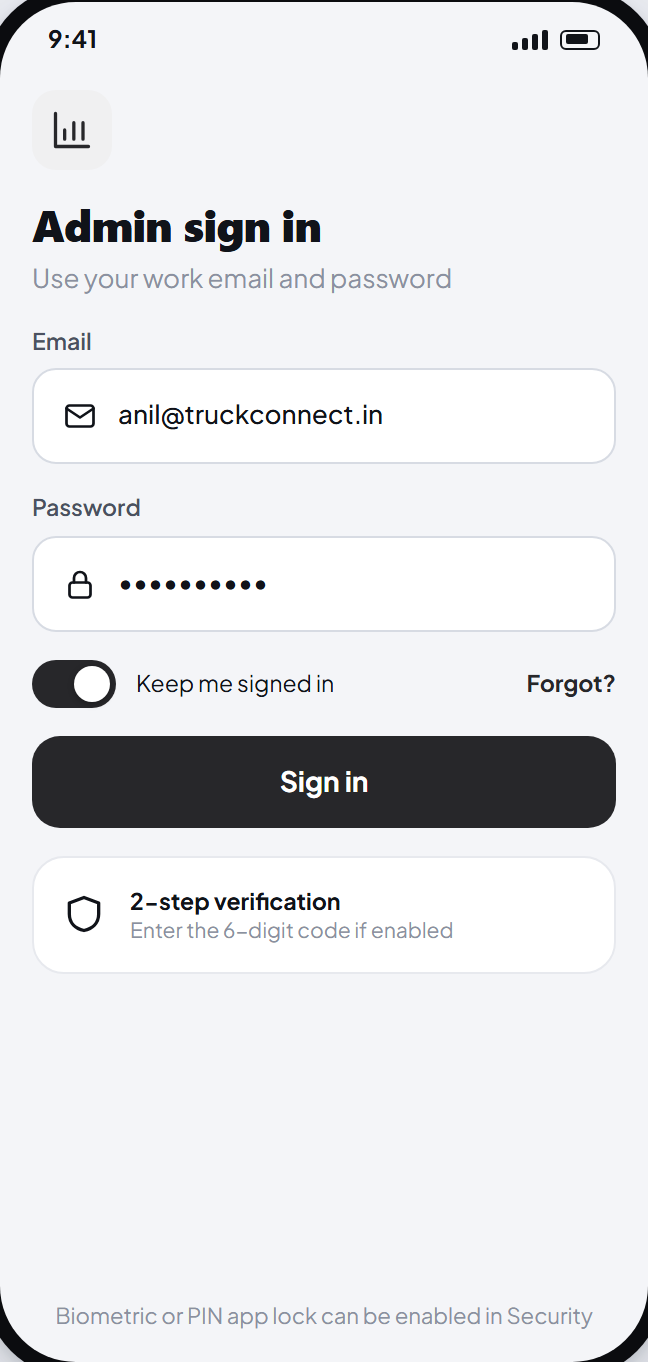 9:41
Admin sign in
Use your work email and password
Email
anil@truckconnect.in
Password
••••••••••
Keep me signed in
Forgot?
Sign in
2-step verification
Enter the 6-digit code if enabled
Biometric or PIN app lock can be enabled in Security